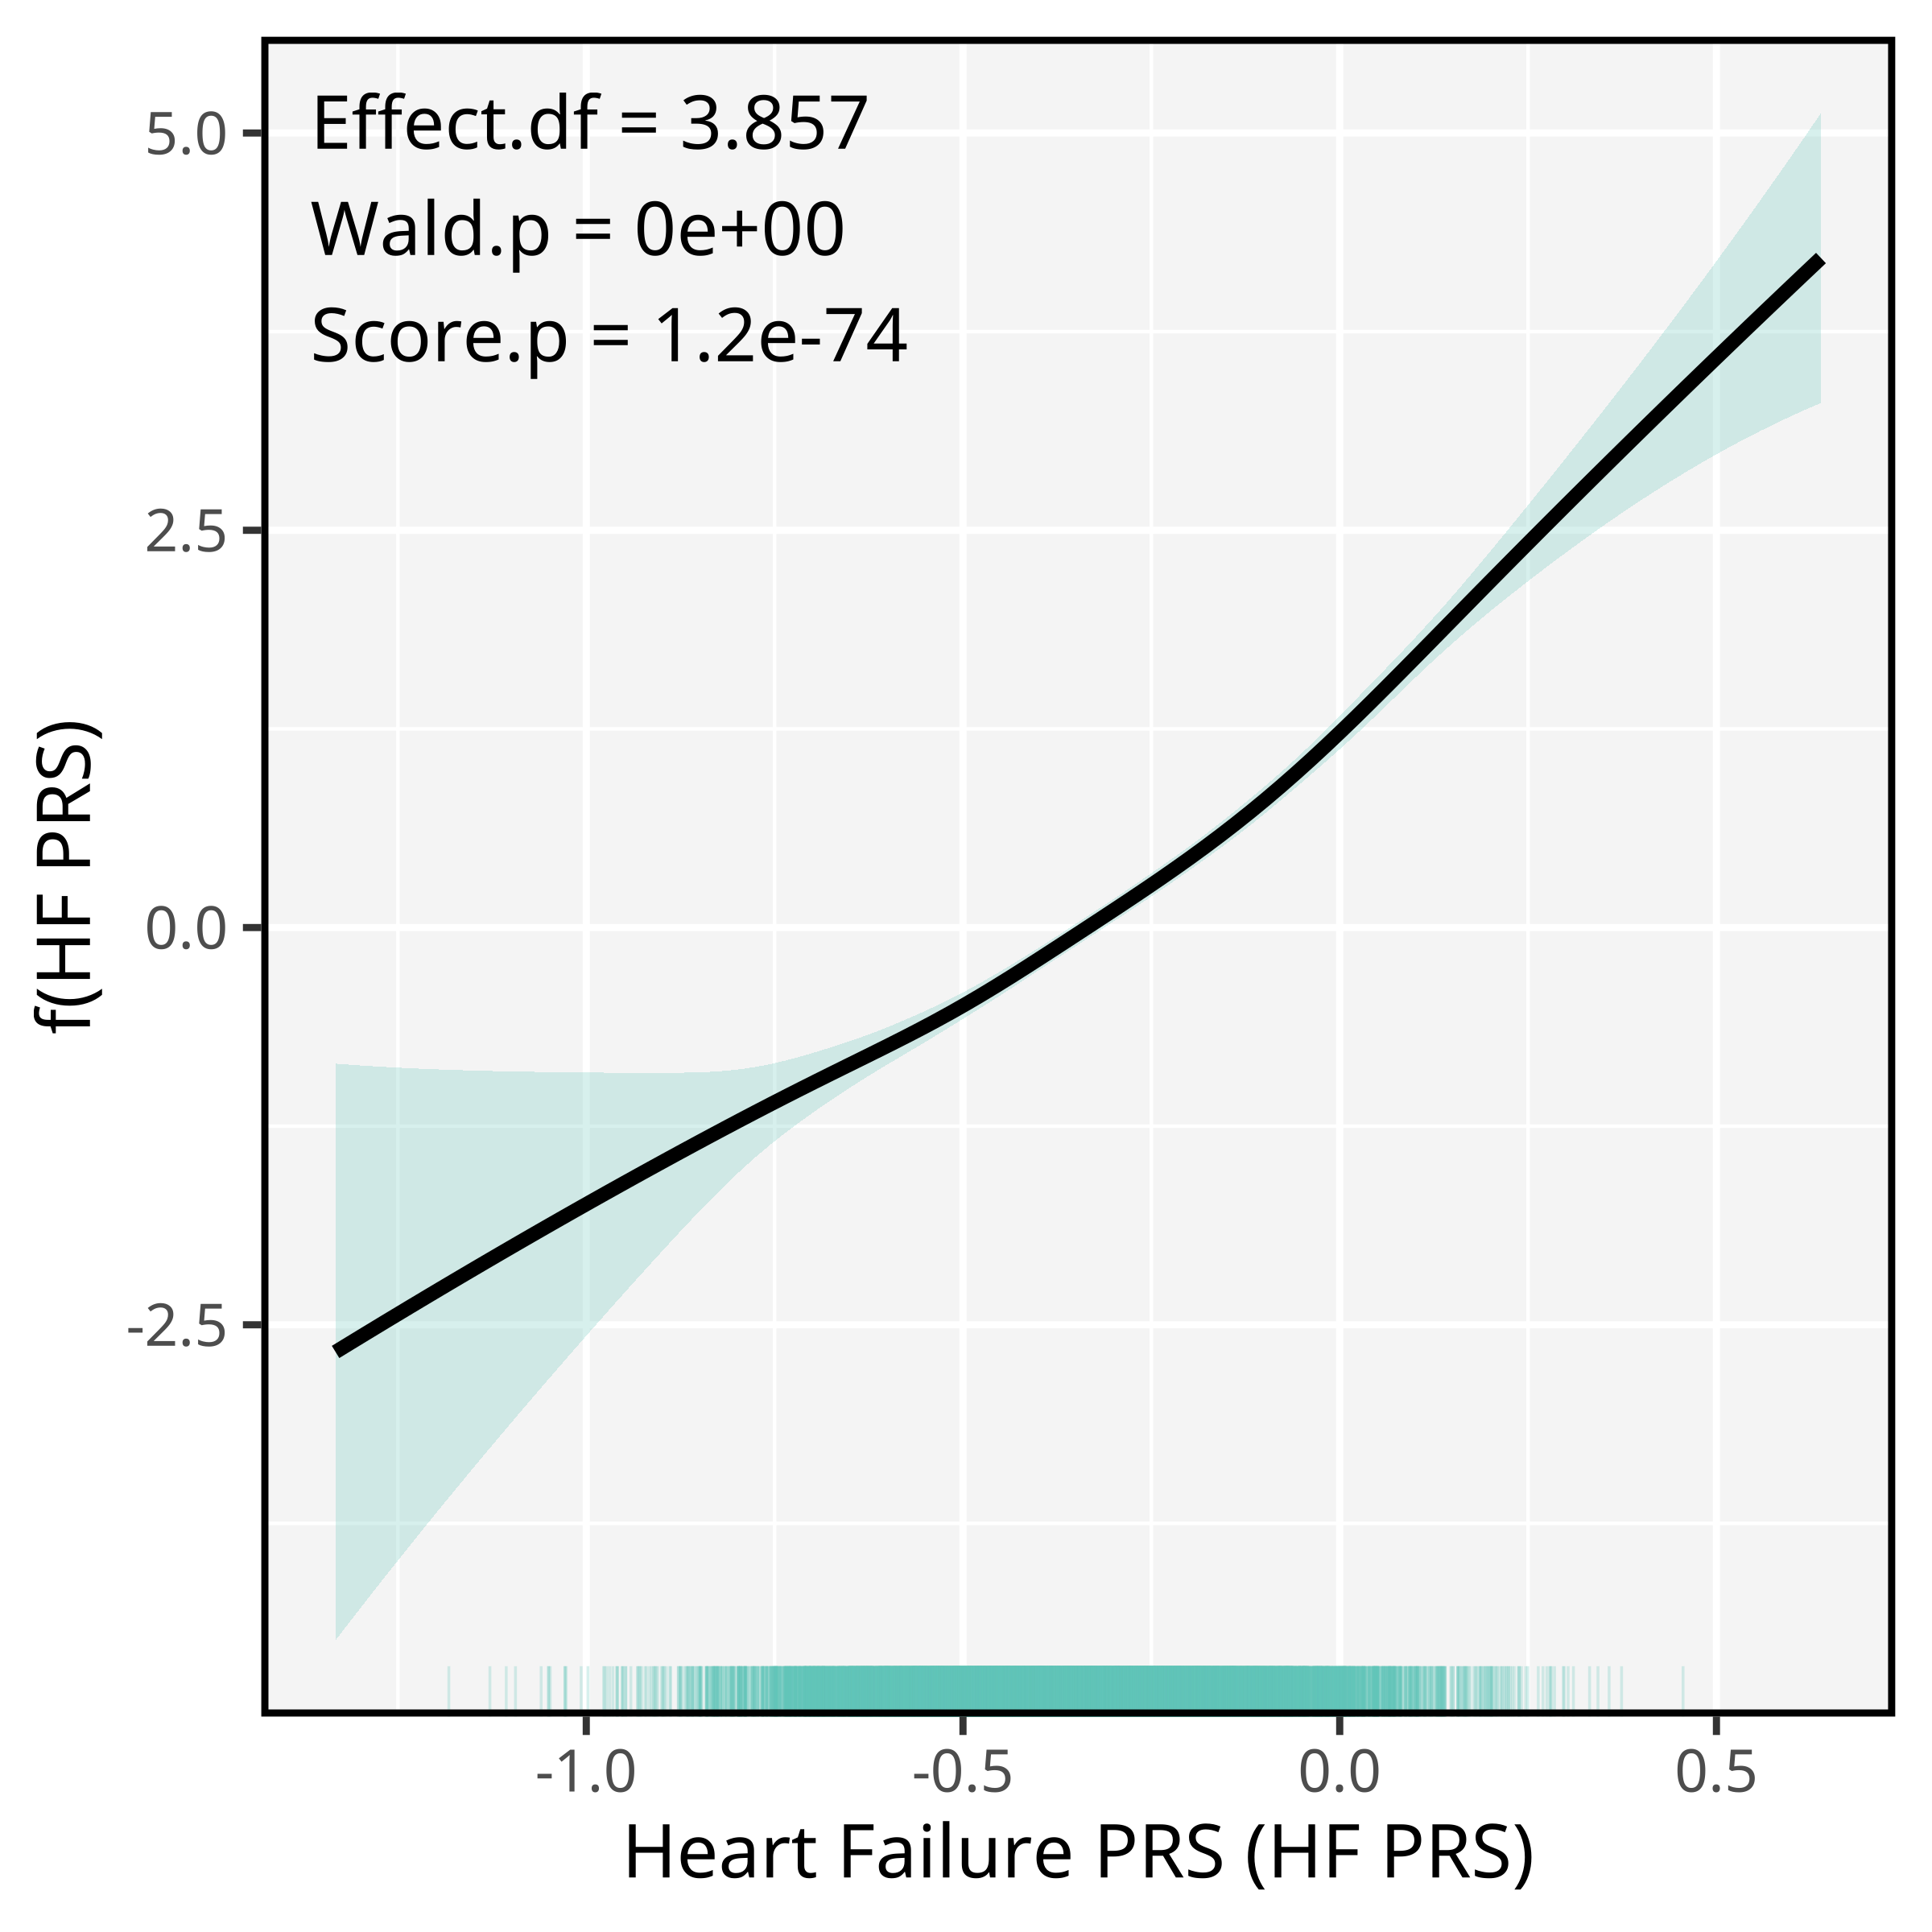 Effect.df = 3.857
Wald.p = 0e+00
Score.p = 1.2e-74
5.0
2.5
0.0
-2.5
f(HF PRS)
-1.0 -0.5 0.0 0.5
Heart Failure PRS (HF PRS)